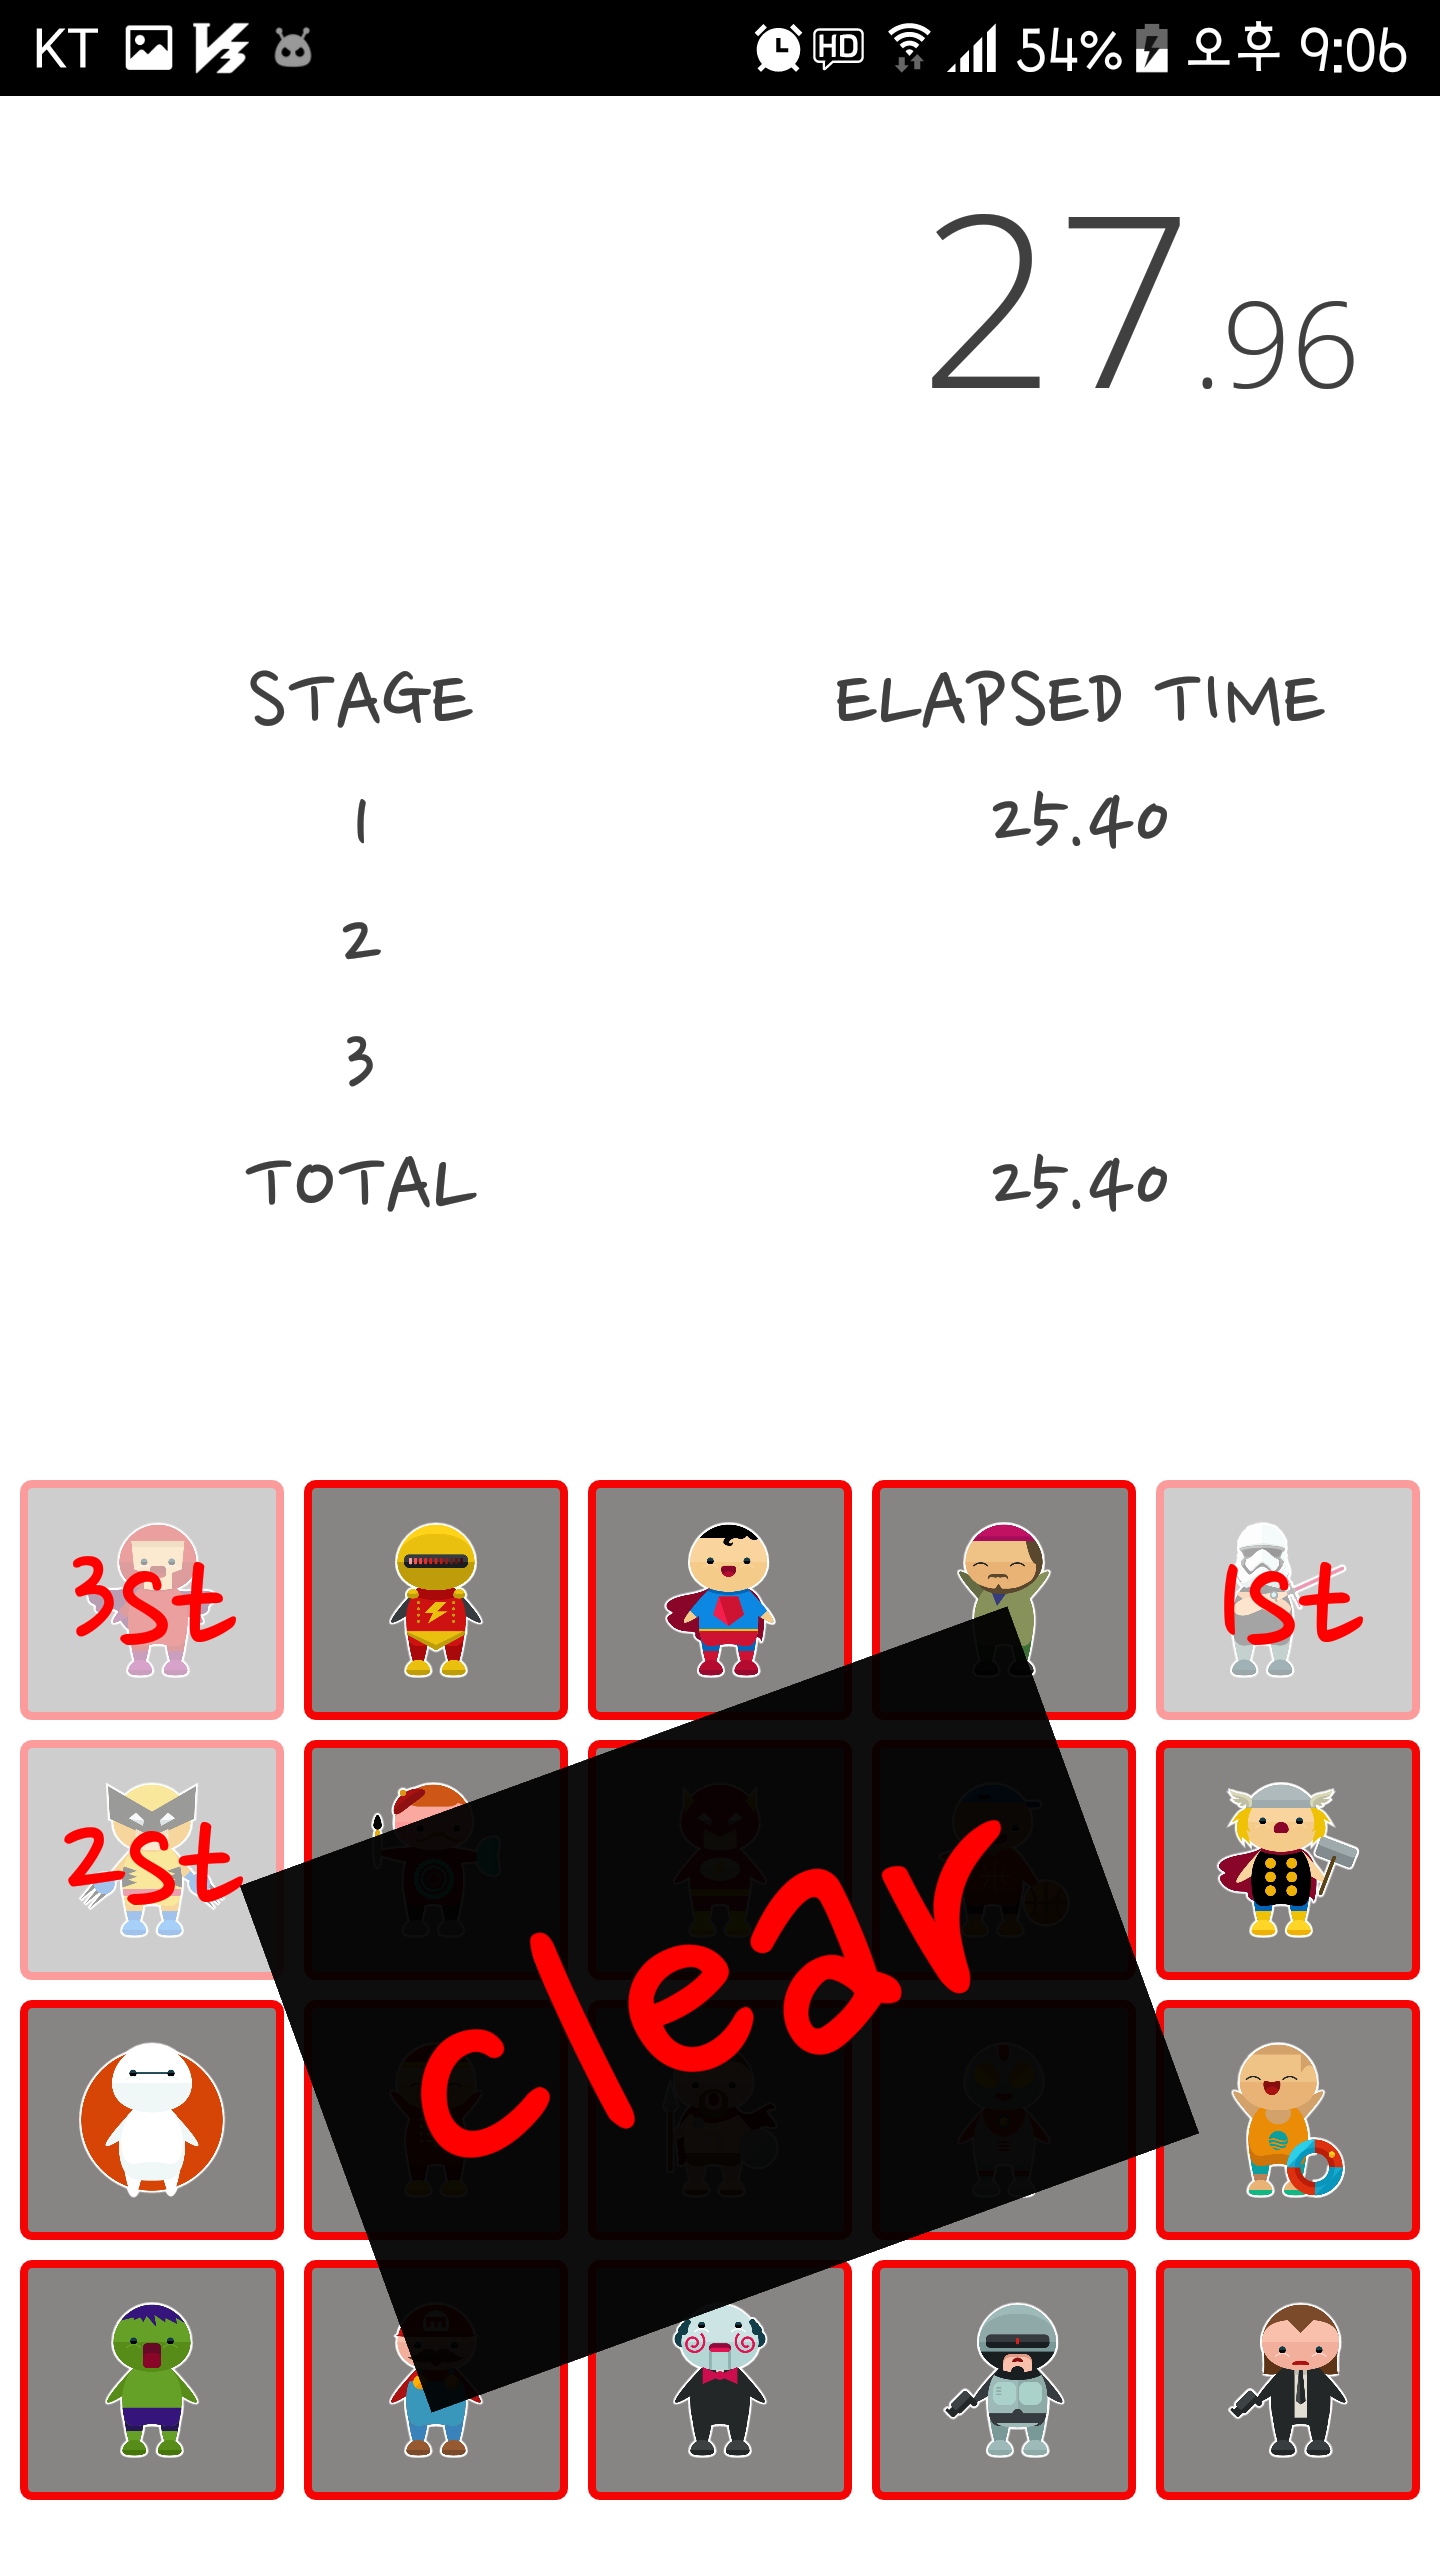 KT HD 54% 오후 9:06
27.96
STAGE ELAPSED TIME
1 25.40
2
3
TOTAL 25.40
3st 1st
2st
clear